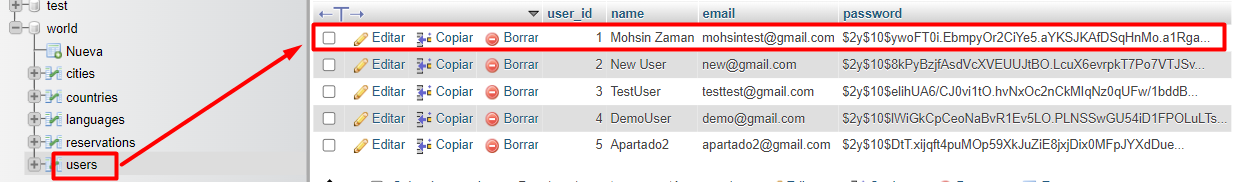 test
world
Nueva
cities
countries
languages
reservations
users
user_id name email password
Editar Copiar Borrar 1 Mohsin Zaman mohsintest@gmail.com $2y$10$ywoFT0i.EbmpyOr2CiYe5.aYKSJKAfDSqHnMo.a1Rga...
Editar Copiar Borrar 2 New User new@gmail.com $2y$10$8kPyBzjfAsdVcXVEUUJtBO.LcuX6evrpkT7Po7VTJSv...
Editar Copiar Borrar 3 TestUser testtest@gmail.com $2y$10$elihUA6/CJ0vi1tO.hvNxOc2nCkMIqNz0qUFw/1bddB...
Editar Copiar Borrar 4 DemoUser demo@gmail.com $2y$10$IWiGkCpCeoNaBvR1Ev5LO.PLNSSwGU54iD1FPOLuLTs...
Editar Copiar Borrar 5 Apartado2 apartado2@gmail.com $2y$10$DtT.xijqft4puMOp59XkJuZiE8jxjDix0MFpJYXdDue...